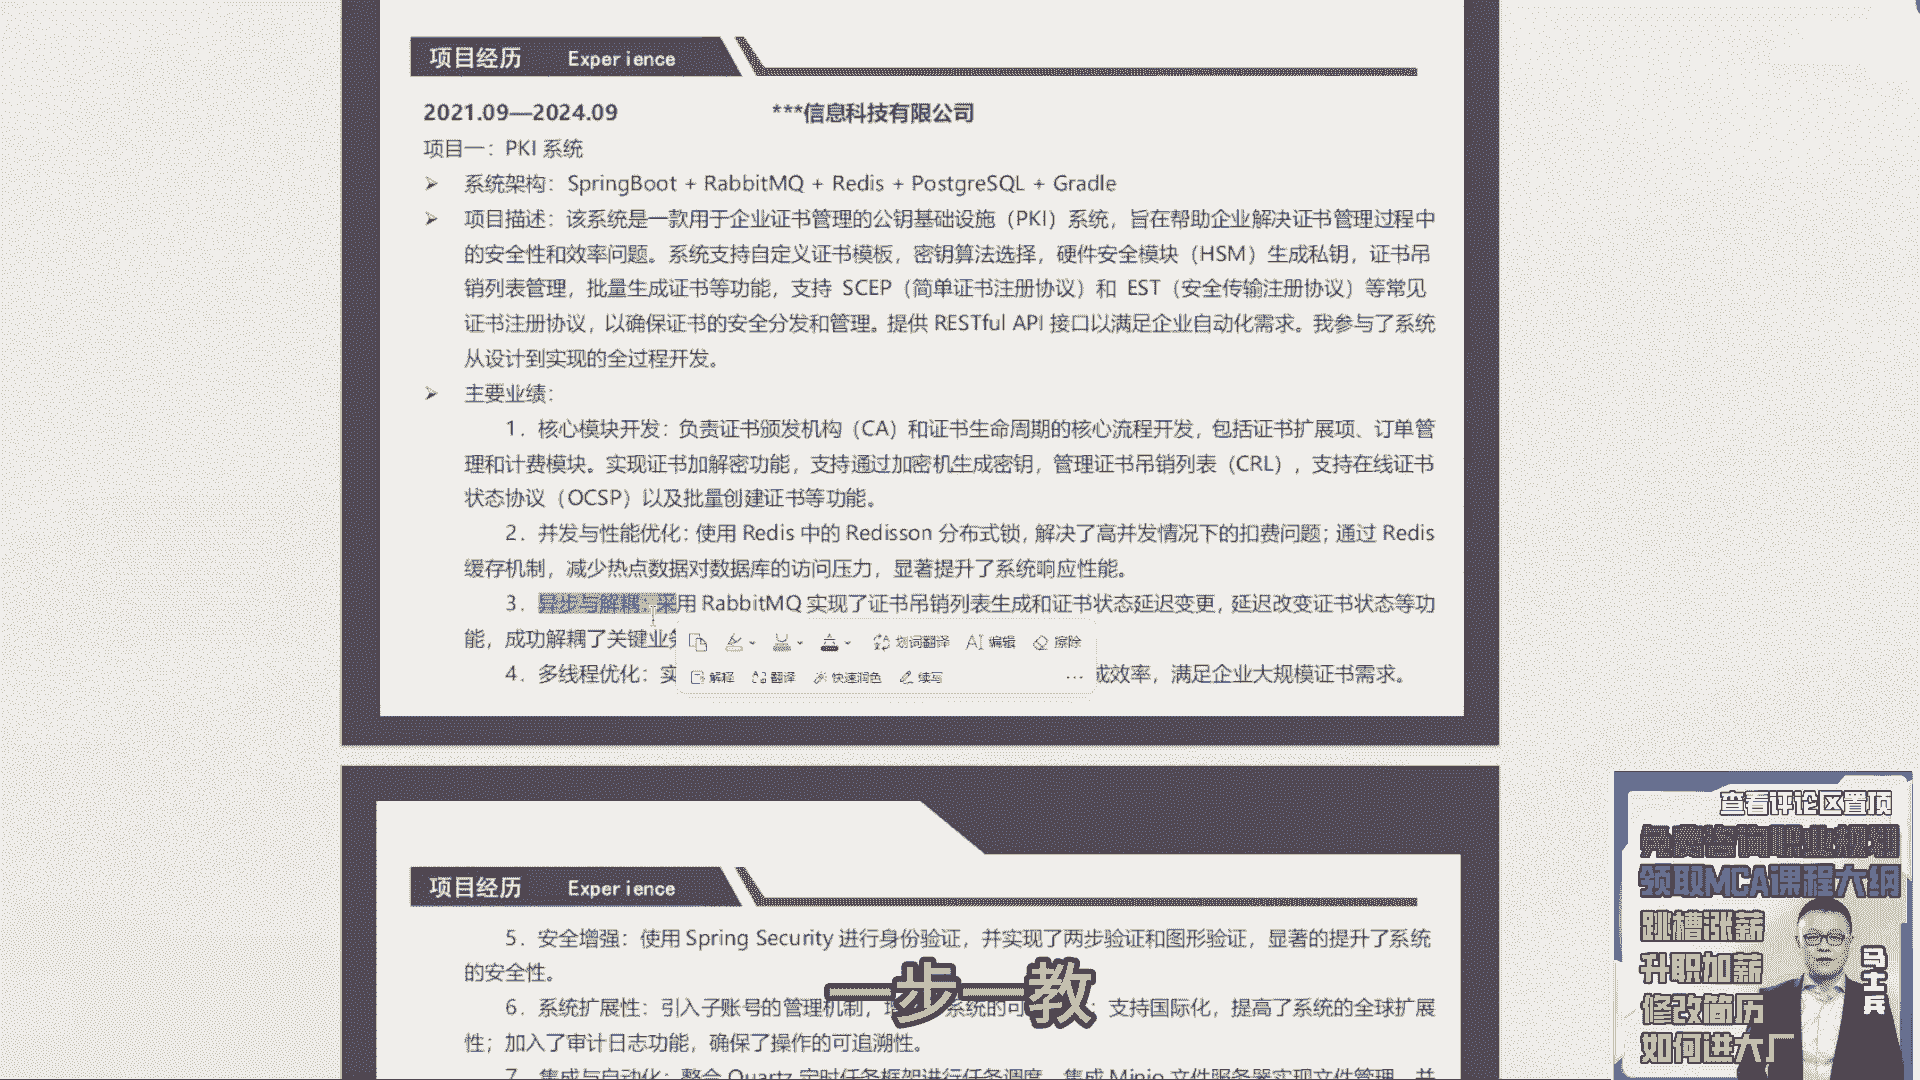 项目经历 Experience
2021.09—2024.09 ***信息科技有限公司
项目一：PKI 系统
系统架构：SpringBoot + RabbitMQ + Redis + PostgreSQL + Gradle
项目描述：该系统是一款用于企业证书管理的公钥基础设施（PKI）系统，旨在帮助企业解决证书管理过程中
的安全性和效率问题。系统支持自定义证书模板，密钥算法选择，硬件安全模块（HSM）生成私钥，证书吊
销列表管理，批量生成证书等功能，支持 SCEP（简单证书注册协议）和 EST（安全传输注册协议）等常见
证书注册协议，以确保证书的安全分发和管理。提供 RESTful API 接口以满足企业自动化需求。我参与了系统
从设计到实现的全过程开发。
主要业绩：
1．核心模块开发：负责证书颁发机构（CA）和证书生命周期的核心流程开发，包括证书扩展项、订单管
理和计费模块。实现证书加解密功能，支持通过加密机生成密钥，管理证书吊销列表（CRL），支持在线证书
状态协议（OCSP）以及批量创建证书等功能。
2．并发与性能优化：使用 Redis 中的 Redisson 分布式锁，解决了高并发情况下的扣费问题；通过 Redis
缓存机制，减少热点数据对数据库的访问压力，显著提升了系统响应性能。
3．异步与解耦：采用 RabbitMQ 实现了证书吊销列表生成和证书状态延迟变更，延迟改变证书状态等功
能，成功解耦了关键业
划词翻译 编辑 擦除
4．多线程优化：实 成效率，满足企业大规模证书需求。
解释 翻译 快速润色 续写 ...
项目经历 Experience
5．安全增强：使用 Spring Security 进行身份验证，并实现了两步验证和图形验证，显著的提升了系统
的安全性。
6．系统扩展性：引入子账号的管理机制， 系统的可 支持国际化，提高了系统的全球扩展
性；加入了审计日志功能，确保了操作的可追溯性。
7．集成与自动化：整合 Quartz 定时任务框架进行任务调度，集成 Minio 文件服务器实现文件管理，并
一步一教
查看评论区置顶
免费咨询职业规划
领取MCA课程大纲
跳槽涨薪
升职加薪
修改简历
如何进大厂
马士兵